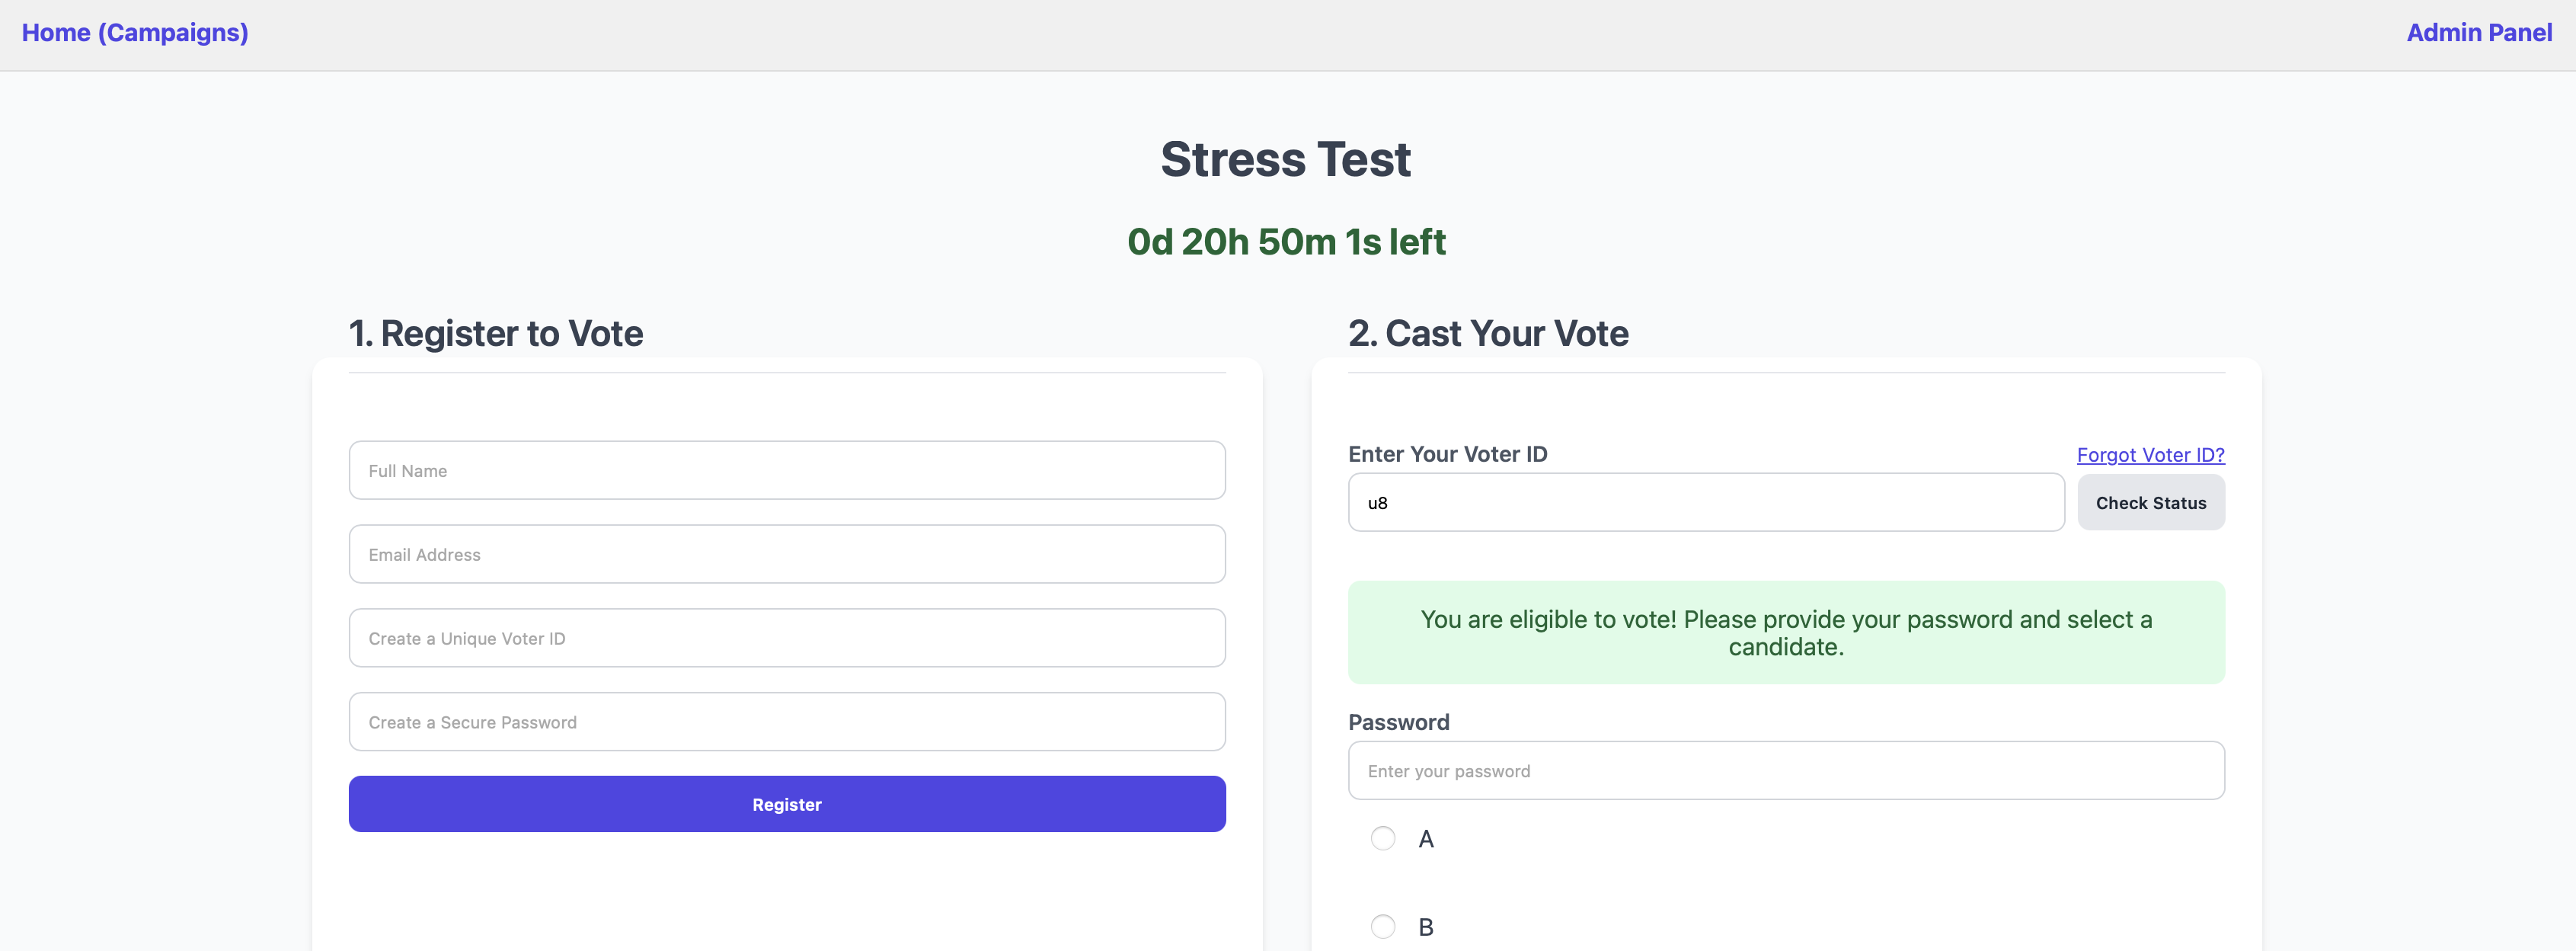 Home (Campaigns)
Admin Panel
Stress Test
0d 20h 50m 1s left
1. Register to Vote
Full Name
Email Address
Create a Unique Voter ID
Create a Secure Password
Register
2. Cast Your Vote
Enter Your Voter ID
Forgot Voter ID?
u8
Check Status
You are eligible to vote! Please provide your password and select a
candidate.
Password
Enter your password
A
B